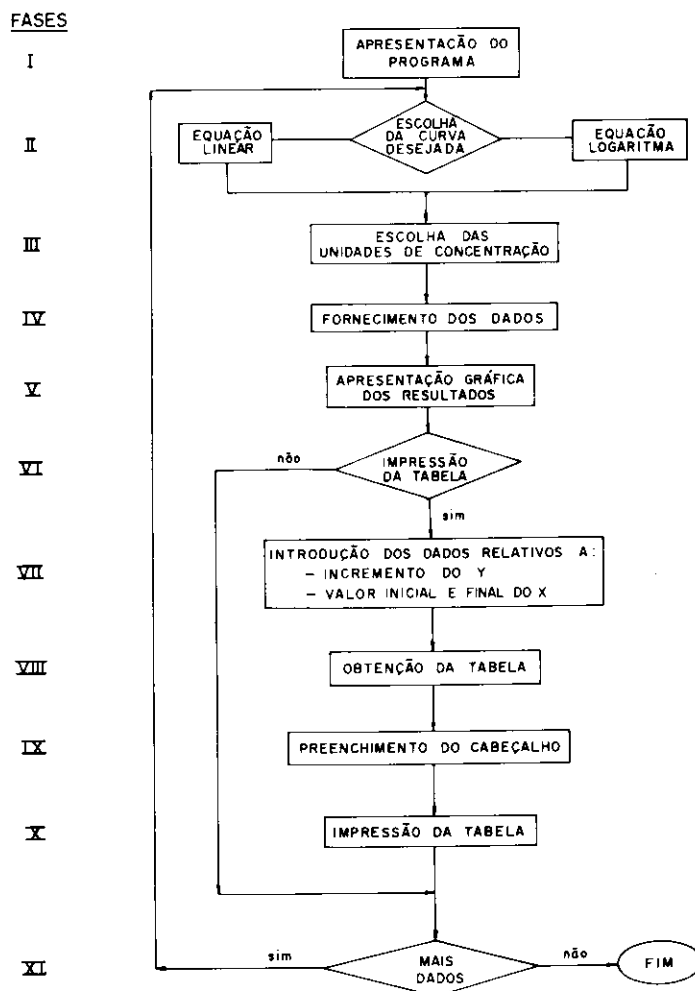 FASES
I
APRESENTAÇÃO DO
PROGRAMA
II
EQUAÇÃO
LINEAR
ESCOLHA
DA CURVA
DESEJADA
EQUACÃO
LOGARITMA
III
ESCOLHA DAS
UNIDADES DE CONCENTRAÇÃO
IV
FORNECIMENTO DOS DADOS
V
APRESENTAÇÃO GRÁFICA
DOS RESULTADOS
VI
não
IMPRESSÃO
DA TABELA
sim
VII
INTRODUÇÃO DOS DADOS RELATIVOS A:
– INCREMENTO DO Y
– VALOR INICIAL E FINAL DO X
VIII
OBTENÇÃO DA TABELA
IX
PREENCHIMENTO DO CABEÇALHO
X
IMPRESSÃO DA TABELA
XI
sim
MAIS
DADOS
não
FIM